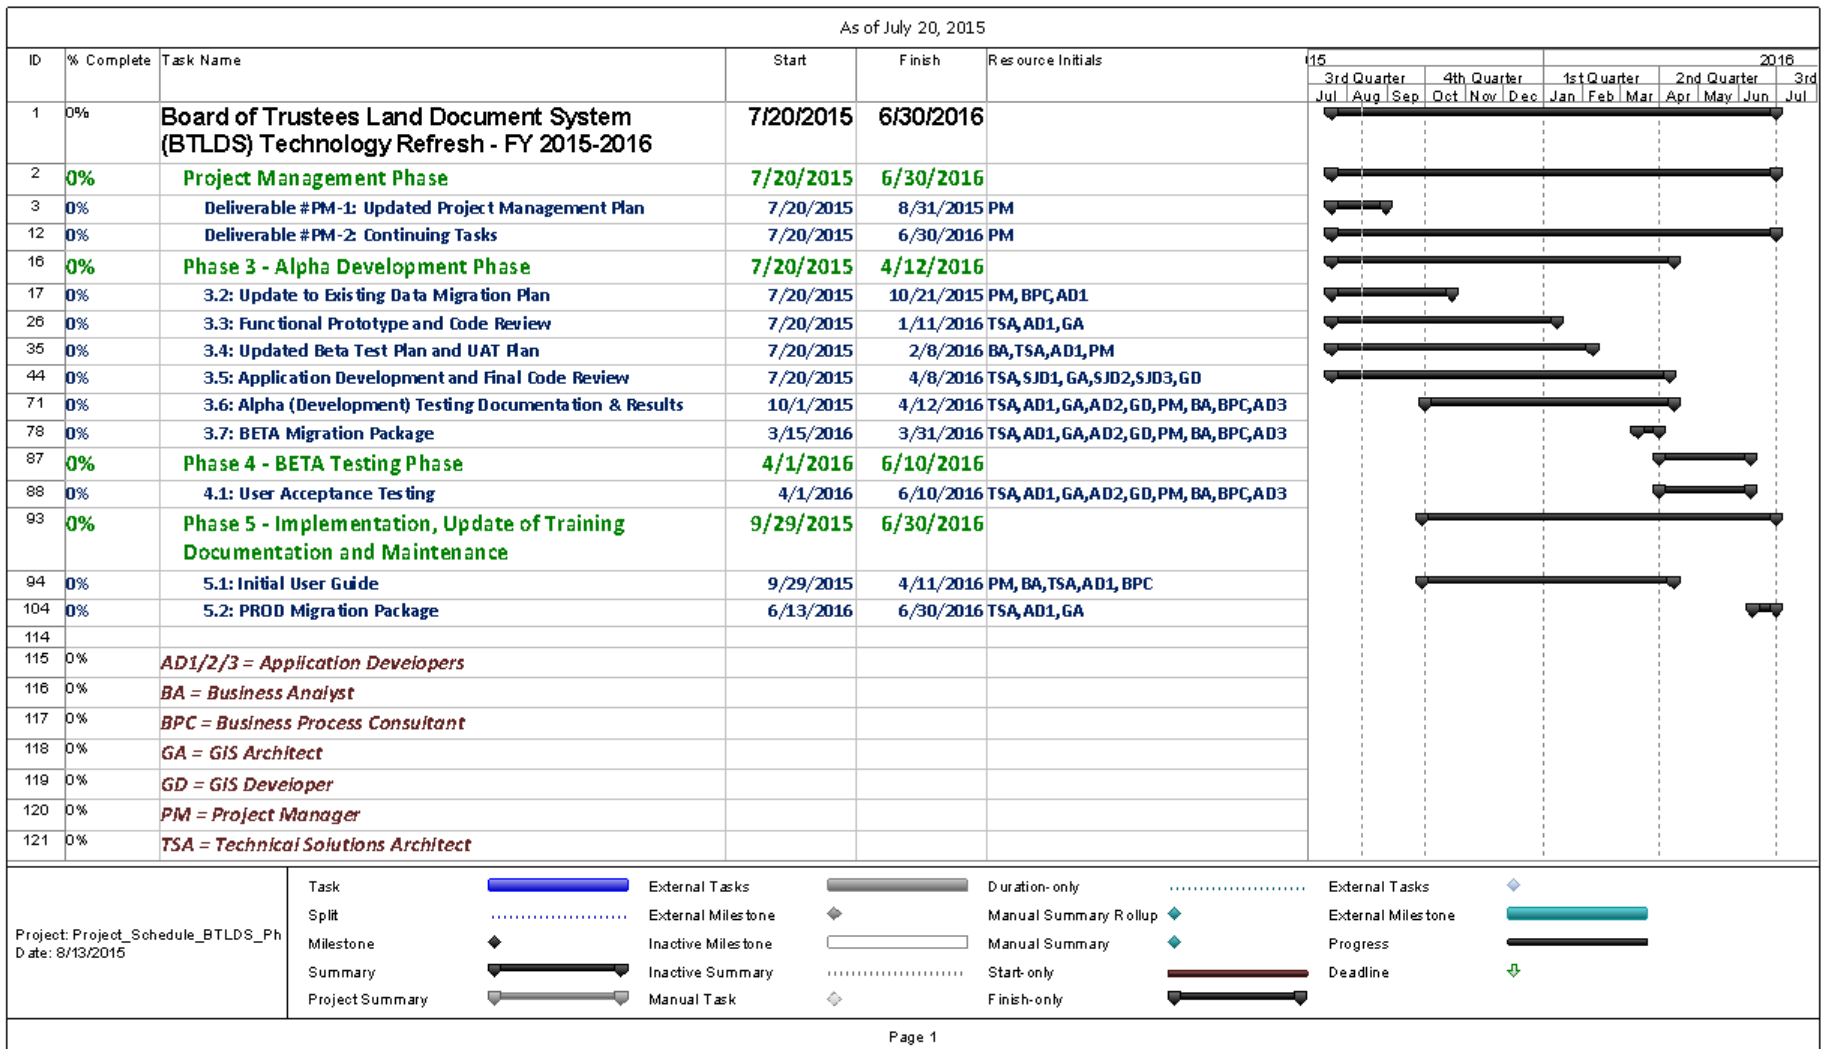 As of July 20, 2015
ID % Complete Task Name Start Finish Resource Initials
'15 2016
3rd Quarter 4th Quarter 1st Quarter 2nd Quarter 3rd
Jul Aug Sep Oct Nov Dec Jan Feb Mar Apr May Jun Jul
1 0% Board of Trustees Land Document System 7/20/2015 6/30/2016
(BTLDS) Technology Refresh - FY 2015-2016
2 0% Project Management Phase 7/20/2015 6/30/2016
3 0% Deliverable #PM-1: Updated Project Management Plan 7/20/2015 8/31/2015 PM
12 0% Deliverable #PM-2: Continuing Tasks 7/20/2015 6/30/2016 PM
16 0% Phase 3 - Alpha Development Phase 7/20/2015 4/12/2016
17 0% 3.2: Update to Existing Data Migration Plan 7/20/2015 10/21/2015 PM,BPC,AD1
26 0% 3.3: Functional Prototype and Code Review 7/20/2015 1/11/2016 TSA,AD1,GA
35 0% 3.4: Updated Beta Test Plan and UAT Plan 7/20/2015 2/8/2016 BA,TSA,AD1,PM
44 0% 3.5: Application Development and Final Code Review 7/20/2015 4/8/2016 TSA,SJD1,GA,SJD2,SJD3,GD
71 0% 3.6: Alpha (Development) Testing Documentation & Results 10/1/2015 4/12/2016 TSA,AD1,GA,AD2,GD,PM,BA,BPC,AD3
78 0% 3.7: BETA Migration Package 3/15/2016 3/31/2016 TSA,AD1,GA,AD2,GD,PM,BA,BPC,AD3
87 0% Phase 4 - BETA Testing Phase 4/1/2016 6/10/2016
88 0% 4.1: User Acceptance Testing 4/1/2016 6/10/2016 TSA,AD1,GA,AD2,GD,PM,BA,BPC,AD3
93 0% Phase 5 - Implementation, Update of Training 9/29/2015 6/30/2016
Documentation and Maintenance
94 0% 5.1: Initial User Guide 9/29/2015 4/11/2016 PM,BA,TSA,AD1,BPC
104 0% 5.2: PROD Migration Package 6/13/2016 6/30/2016 TSA,AD1,GA
114
115 0% AD1/2/3 = Application Developers
116 0% BA = Business Analyst
117 0% BPC = Business Process Consultant
118 0% GA = GIS Architect
119 0% GD = GIS Developer
120 0% PM = Project Manager
121 0% TSA = Technical Solutions Architect
Project: Project_Schedule_BTLDS_Ph
Date: 8/13/2015
Task External Tasks Duration-only External Tasks
Split External Milestone Manual Summary Rollup External Milestone
Milestone Inactive Milestone Manual Summary Progress
Summary Inactive Summary Start-only Deadline
Project Summary Manual Task Finish-only
Page 1